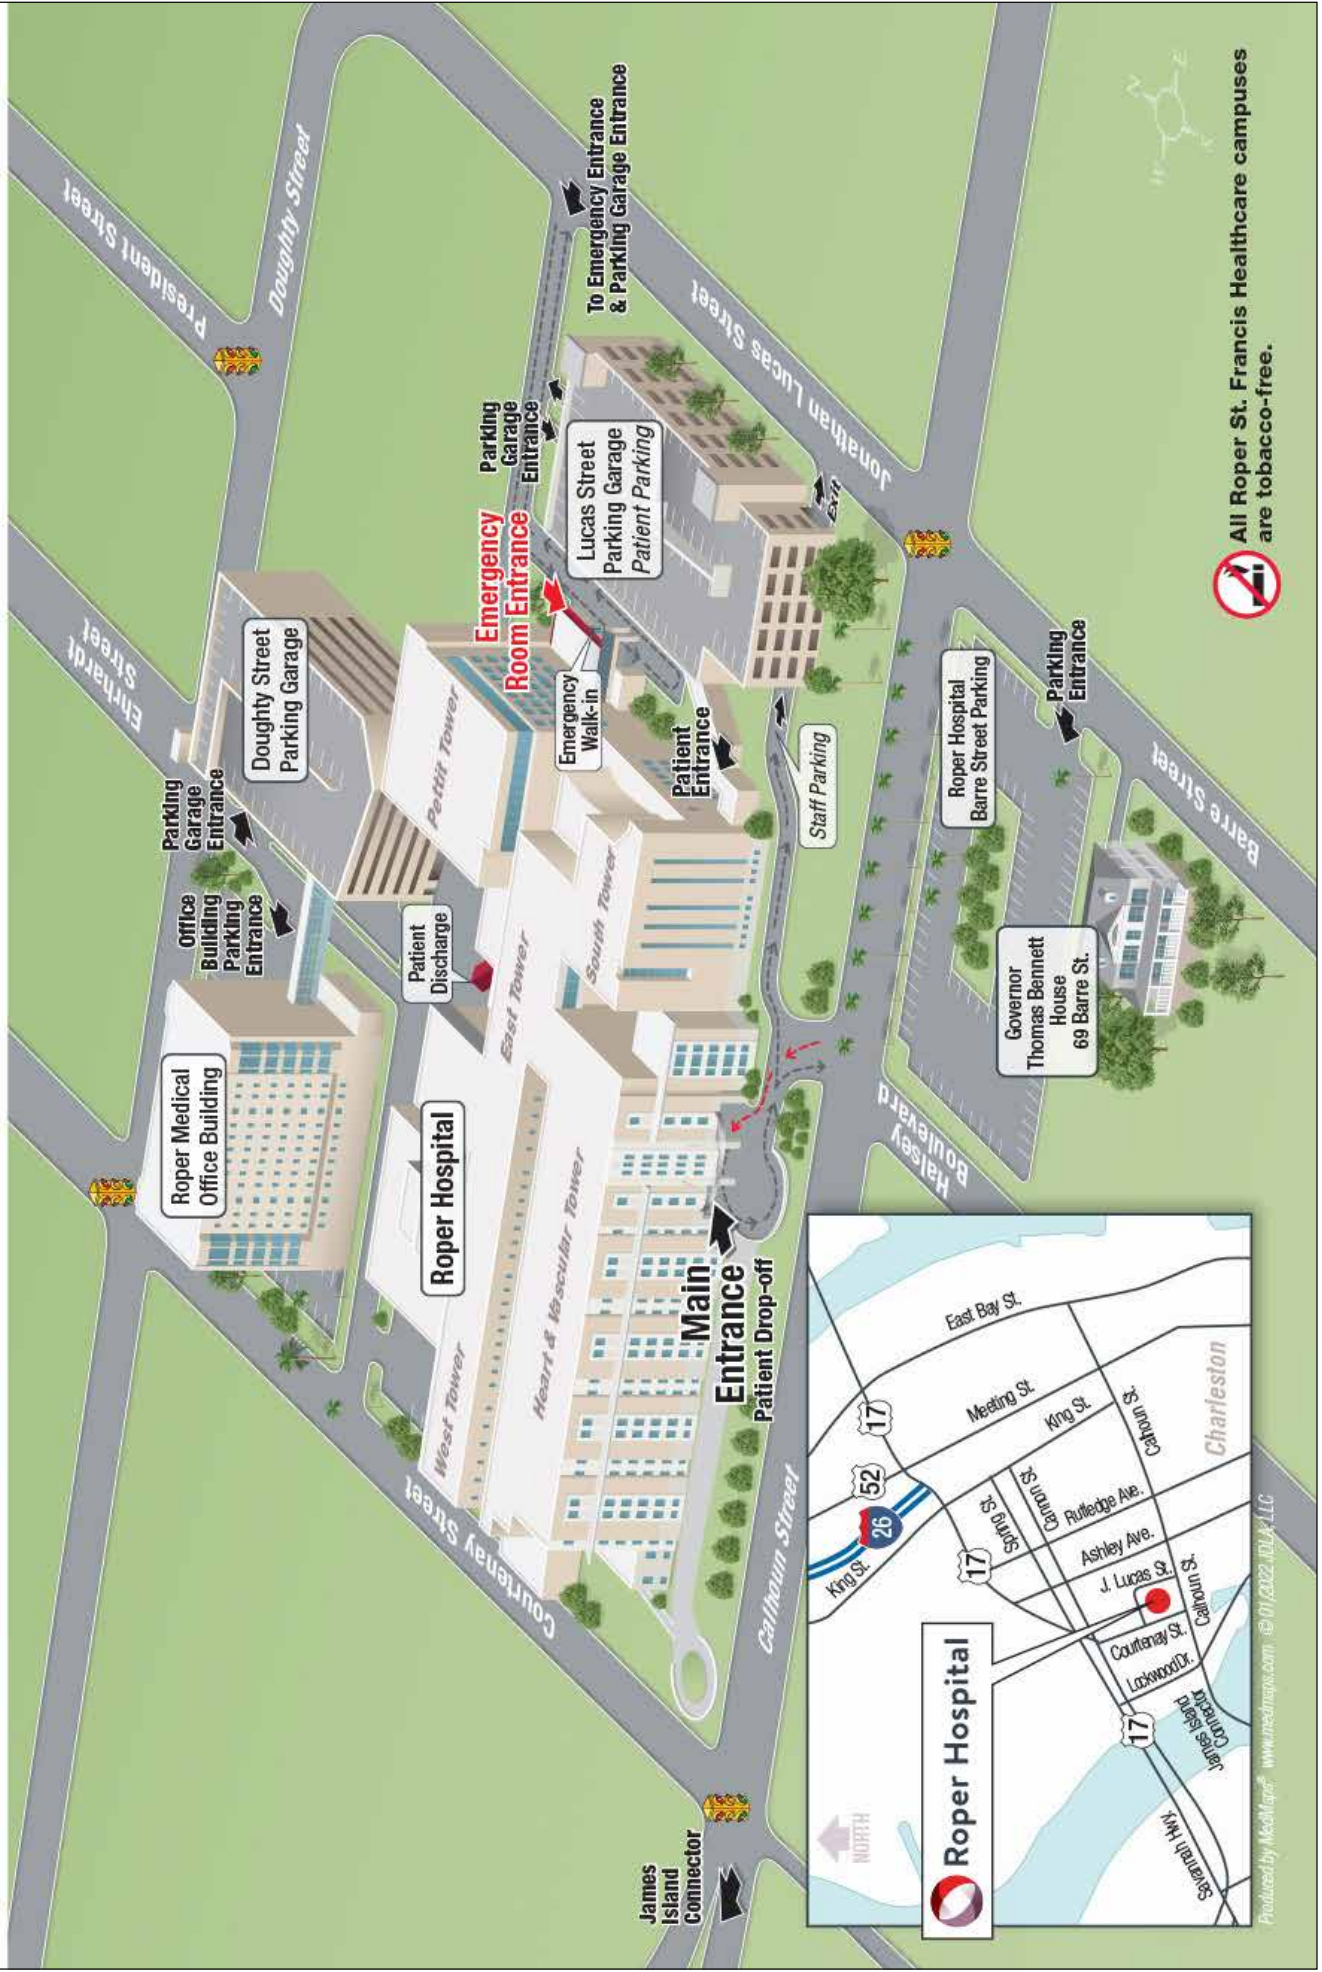 President Street
Doughty Street
Ehrhardt
Street
To Emergency Entrance
& Parking Garage Entrance
Jonathan Lucas Street
Parking
Garage
Entrance
Lucas Street
Parking Garage
Patient Parking
Exit
Emergency
Room Entrance
Emergency
Walk-in
Doughty Street
Parking Garage
Parking
Garage
Entrance
Office
Building
Parking
Entrance
Pettit Tower
Patient
Entrance
Staff Parking
Patient
Discharge
East Tower
South Tower
Roper Medical
Office Building
Roper Hospital
Heart & Vascular Tower
West Tower
Main
Entrance
Patient Drop-off
Courtenay Street
Calhoun Street
James
Island
Connector
Roper Hospital
Barre Street Parking
Parking
Entrance
Barre Street
Governor
Thomas Bennett
House
69 Barre St.
Halsey
Boulevard
N
E
S
W
All Roper St. Francis Healthcare campuses
are tobacco-free.
NORTH
Roper Hospital
17
52
26
17
17
King St.
East Bay St.
Meeting St.
King St.
Calhoun St.
Spring St.
Cannon St.
Rutledge Ave.
Ashley Ave.
J. Lucas St.
Calhoun St.
Courtenay St.
Lockwood Dr.
James Island
Connector
Savannah Hwy.
Charleston
Produced by MedMaps® www.medmaps.com © 01/2022 JDLA, LLC